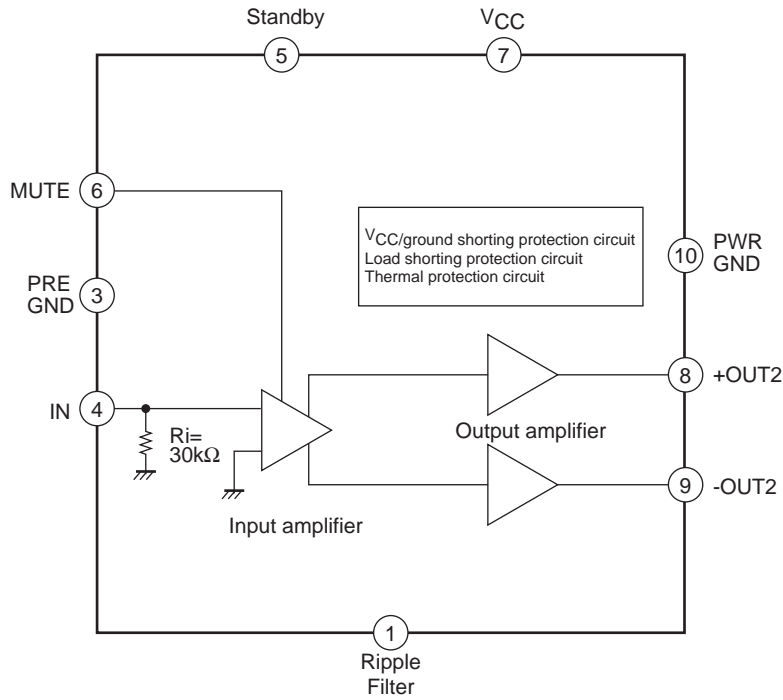 Standby
VCC
5
7
MUTE
6
VCC/ground shorting protection circuit
Load shorting protection circuit
Thermal protection circuit
10
PWR
GND
PRE
GND
3
8
+OUT2
IN
4
Ri=
30kΩ
Output amplifier
9
-OUT2
Input amplifier
1
Ripple
Filter